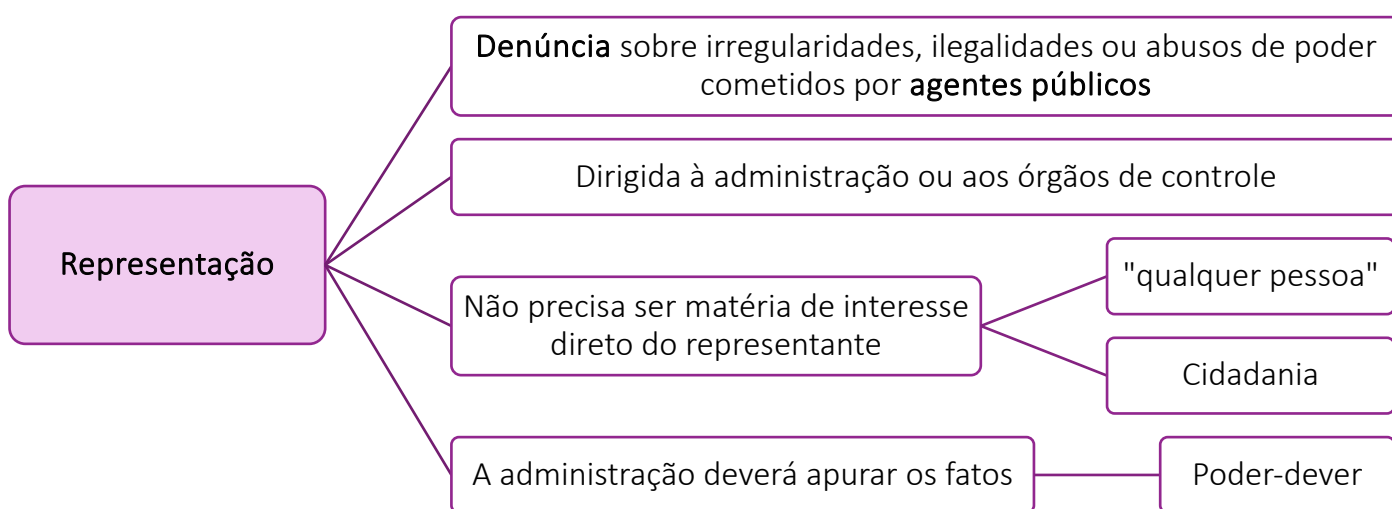 Denúncia sobre irregularidades, ilegalidades ou abusos de poder
cometidos por agentes públicos
Dirigida à administração ou aos órgãos de controle
Representação
Não precisa ser matéria de interesse
direto do representante
"qualquer pessoa"
Cidadania
A administração deverá apurar os fatos
Poder-dever